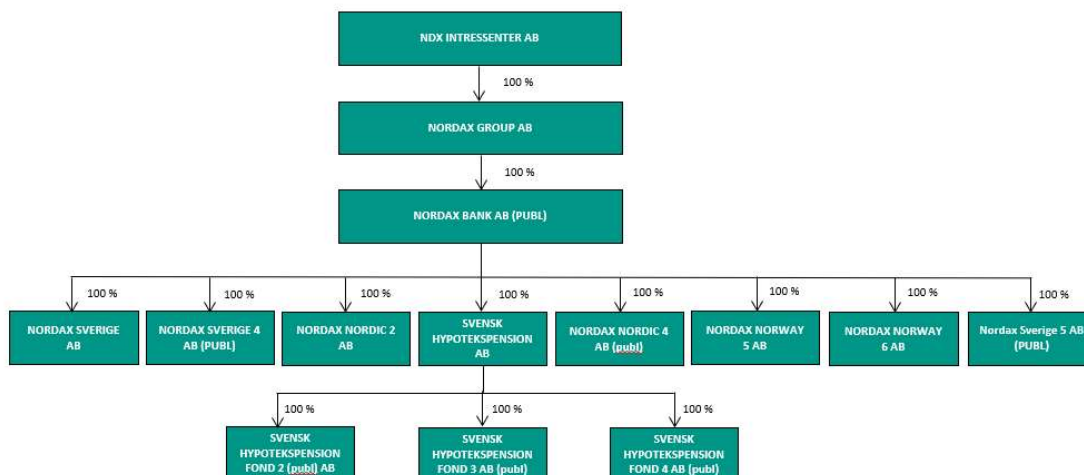 NDX INTRESSENTER AB
100 %
NORDAX GROUP AB
100 %
NORDAX BANK AB (PUBL)
100 %
100 %
100 %
100 %
100 %
100 %
100 %
100 %
NORDAX SVERIGE
AB
NORDAX SVERIGE 4
AB (PUBL)
NORDAX NORDIC 2
AB
SVENSK
HYPOTEKSPENSION
AB
NORDAX NORDIC 4
AB (publ)
NORDAX NORWAY
5 AB
NORDAX NORWAY
6 AB
Nordax Sverige 5 AB
(PUBL)
100 %
100 %
100 %
SVENSK
HYPOTEKSPENSION
FOND 2 (publ) AB
SVENSK
HYPOTEKSPENSION
FOND 3 AB (publ)
SVENSK
HYPOTEKSPENSION
FOND 4 AB (publ)